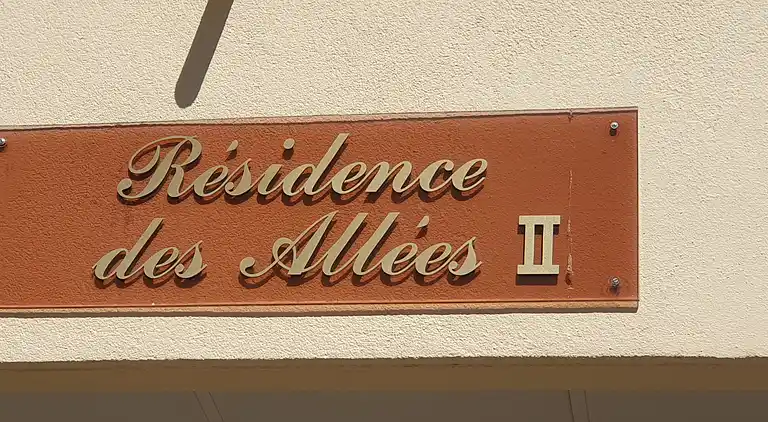 Résidence
des Allées II